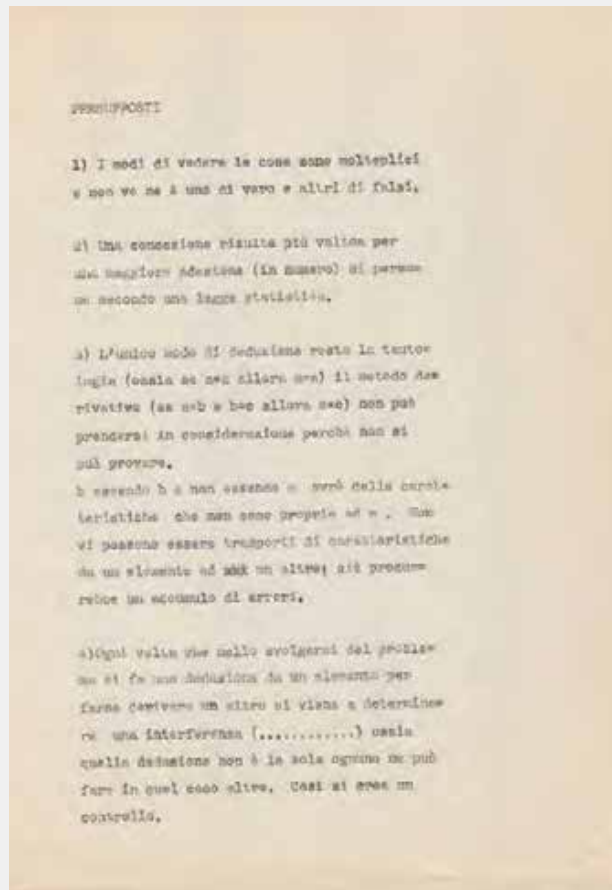 PRESUPPOSTI
1) I modi di vedere le cose sono molteplici
e non ve ne è uno di vero e altri di falsi.
2) Una concezione risulta più valida per
una maggiore adesione (in numero) di perso=
ne secondo una legge statistica.
3) L'unico modo di deduzione resta la tauto=
logia (ossia se a=a allora a=a) il metodo de=
rivativo (se a=b e b=c allora a=c) non può
prendersi in considerazione perchè non si
può provare.
b essendo b e non essendo a avrà delle carat=
teristiche che non sono proprie ad a. Non
vi possono essere trasporti di caratteristiche
da un elemento ad un altro; ciò procu=
rebbe un accumulo di errori.
4)Ogni volta che nello svolgersi del proble=
ma si fa una deduzione da un elemento per
farne derivare un altro si viene a determina=
re una interferenza (............) ossia
quella deduzione non è la sola ognuno ne può
fare in quel caso altre. Così si crea un
controllo.